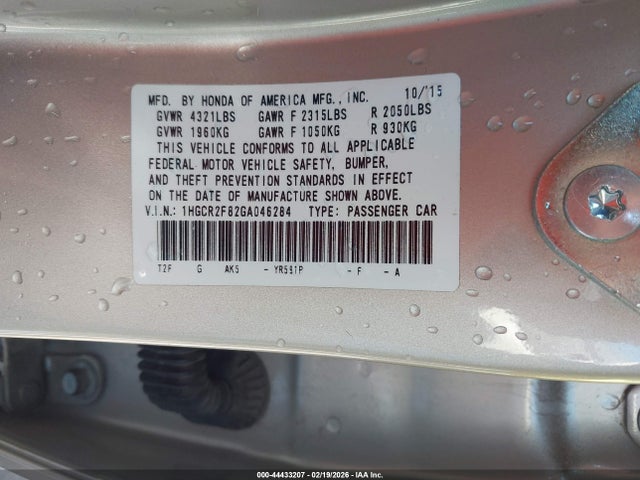 MFD. BY HONDA OF AMERICA MFG., INC. 10/15
GVWR 4321LBS GAWR F 2315LBS R 2050LBS
GVWR 1960KG GAWR F 1050KG R 930KG
THIS VEHICLE CONFORMS TO ALL APPLICABLE
FEDERAL MOTOR VEHICLE SAFETY, BUMPER,
AND THEFT PREVENTION STANDARDS IN EFFECT
ON THE DATE OF MANUFACTURE SHOWN ABOVE.
V.I.N.: 1HGCR2F82GA046284 TYPE: PASSENGER CAR
T2F G AKS - YR591P - F - A
000-44433207 - 02/19/2026 - IAA Inc.